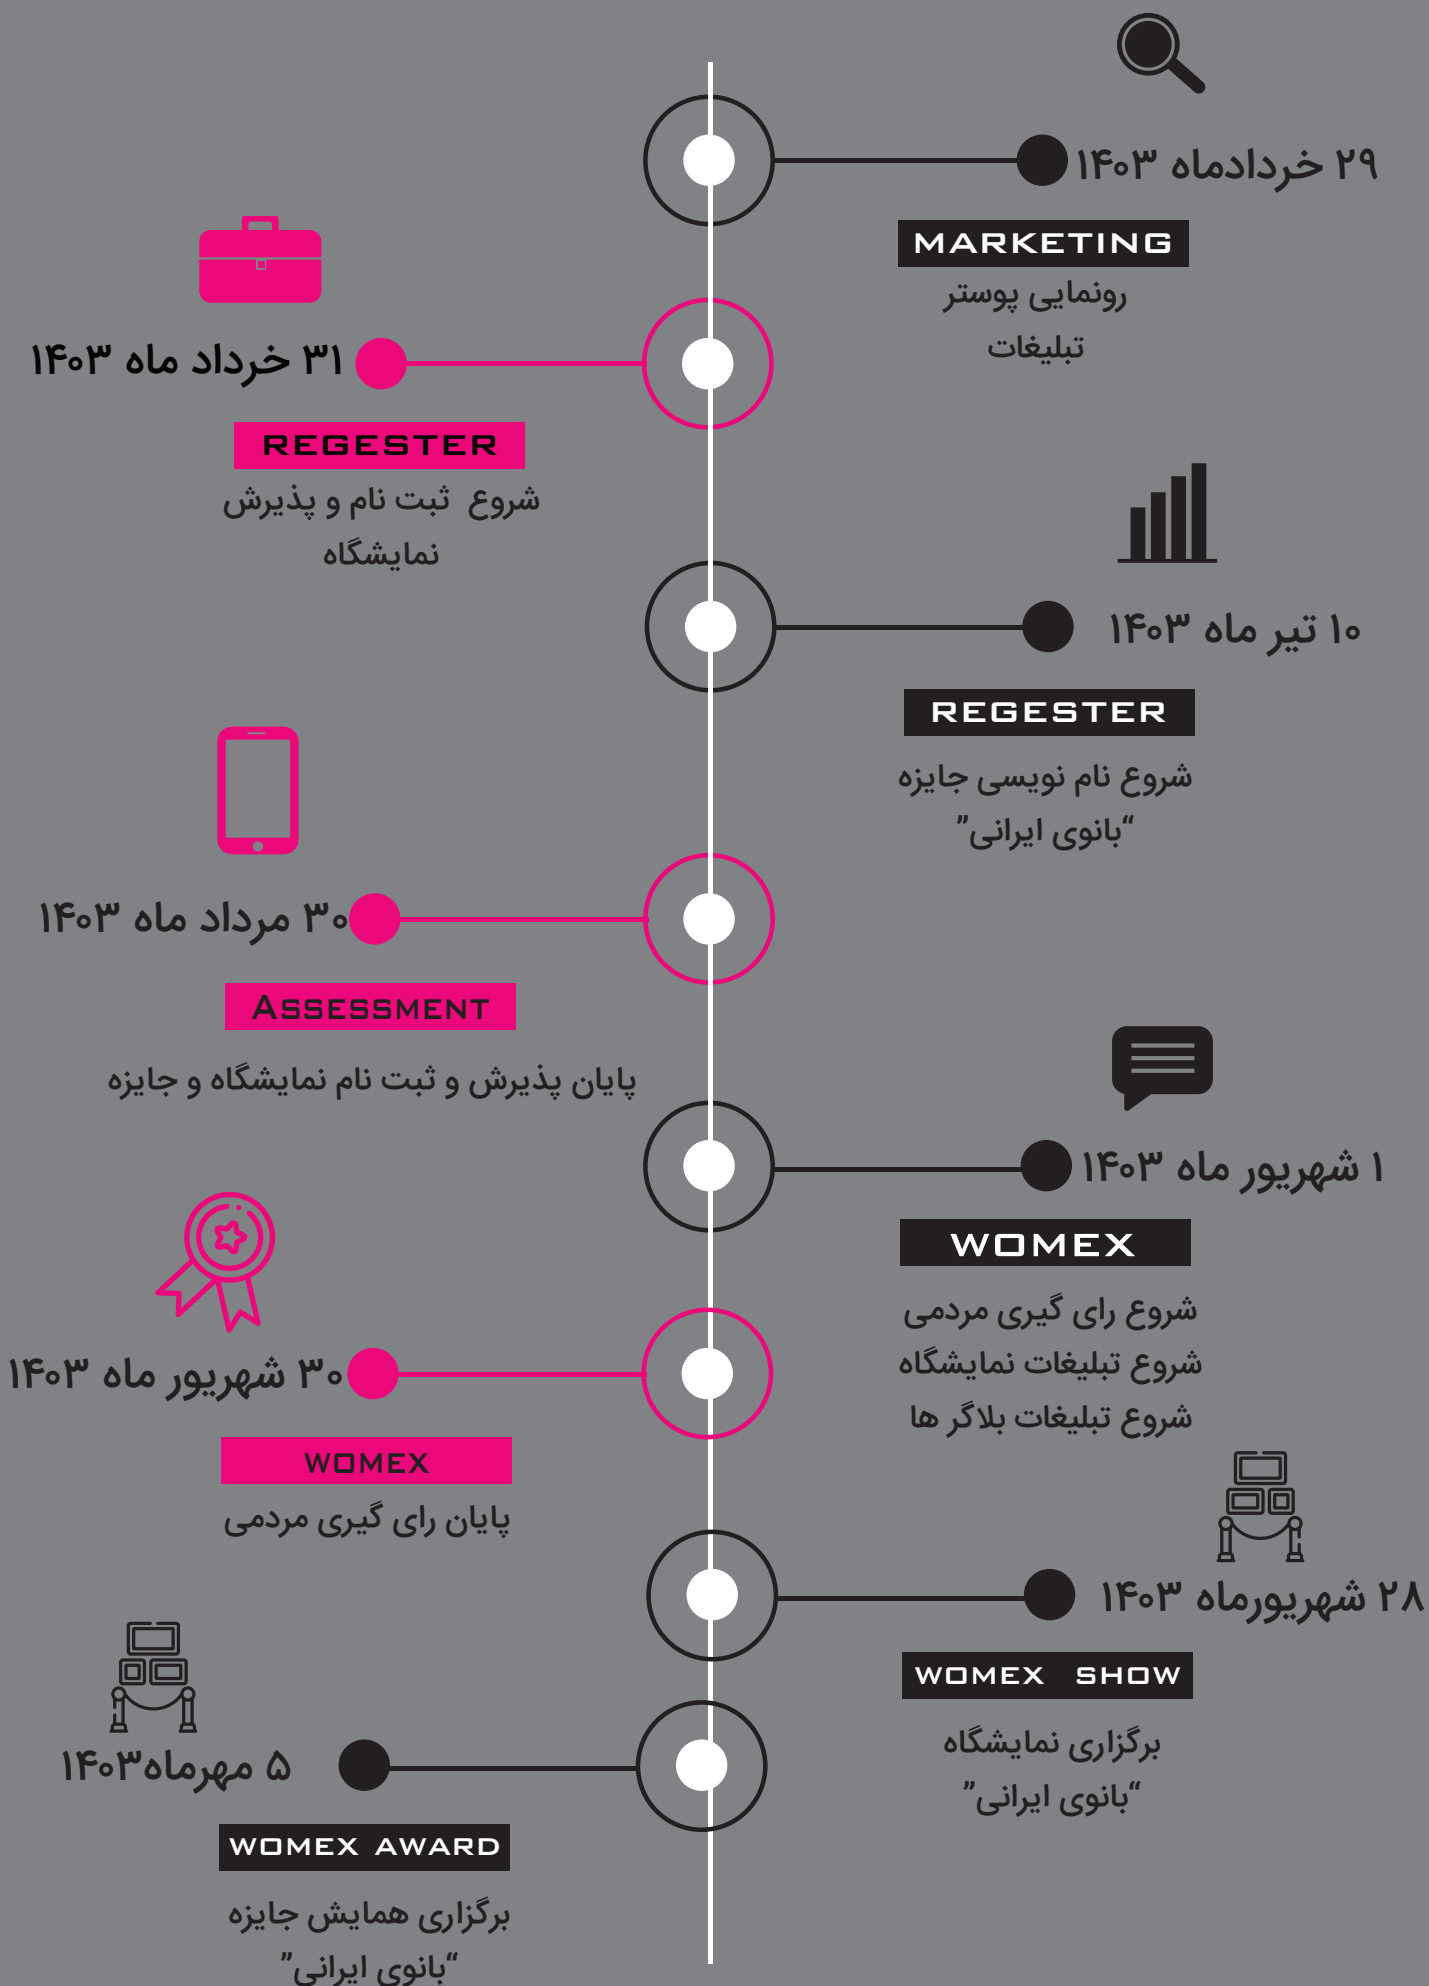 ۲۹ خردادماه ۱۴۰۳
MARKETING
رونمایی پوستر
تبلیغات
۳۱ خرداد ماه ۱۴۰۳
REGESTER
شروع ثبت نام و پذیرش
نمایشگاه
۱۰ تیر ماه ۱۴۰۳
REGESTER
شروع نام نویسی جایزه
“بانوی ایرانی”
۳۰ مرداد ماه ۱۴۰۳
ASSESSMENT
پایان پذیرش و ثبت نام نمایشگاه و جایزه
۱ شهریور ماه ۱۴۰۳
WOMEX
شروع رای گیری مردمی
شروع تبلیغات نمایشگاه
شروع تبلیغات بلاگر ها
۳۰ شهریور ماه ۱۴۰۳
WOMEX
پایان رای گیری مردمی
۲۸ شهریورماه ۱۴۰۳
WOMEX SHOW
برگزاری نمایشگاه
“بانوی ایرانی”
۵ مهرماه۱۴۰۳
WOMEX AWARD
برگزاری همایش جایزه
“بانوی ایرانی”